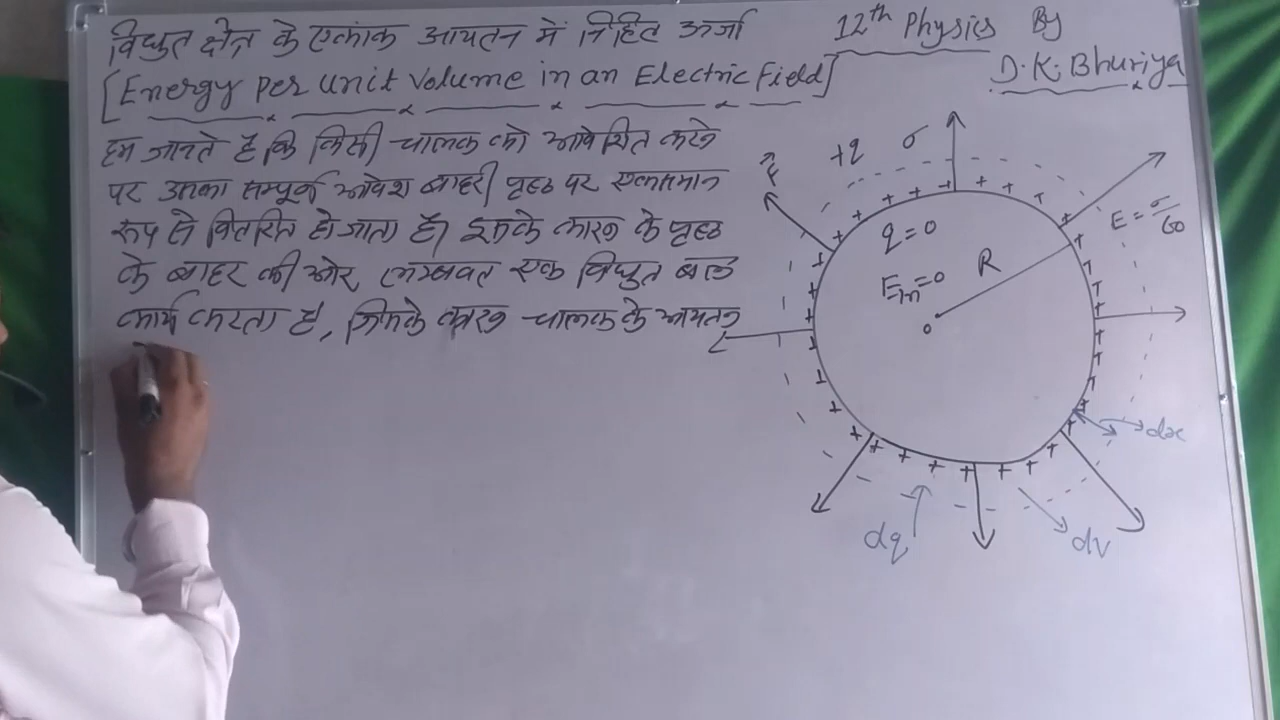 विद्युत क्षेत्र के एकांक आयतन में निहित ऊर्जा
[Energy Per Unit Volume in an Electric Field]
12th Physics By
D.K. Bhuriya
हम जानते है कि किसी चालक को आवेशित करने
पर उसका सम्पूर्ण आवेश बाहरी पृष्ठ पर एकसमान
रूप से वितरित हो जाता है। इसके कारण के पृष्ठ
के बाहर की ओर, लम्बवत एक विद्युत बल
कार्य करता है, जिसके कारण चालक के आयतन
+q σ
F
E = σ/ε0
q=0
R
Ein=0
o
dx
dq
dv